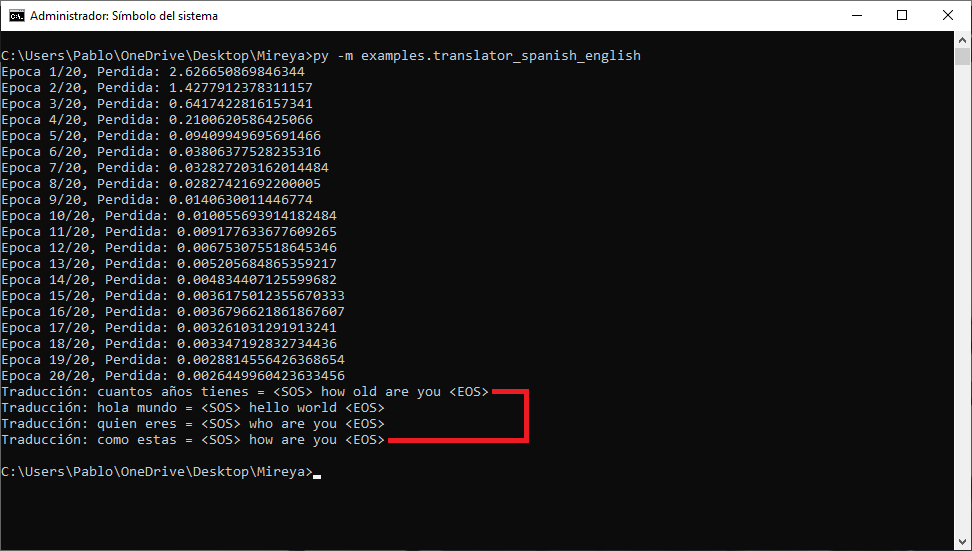 Administrador: Símbolo del sistema
C:\Users\Pablo\OneDrive\Desktop\Mireya>py -m examples.translator_spanish_english
Epoca 1/20, Perdida: 2.626650869846344
Epoca 2/20, Perdida: 1.4277912378311157
Epoca 3/20, Perdida: 0.6417422816157341
Epoca 4/20, Perdida: 0.2100620586425066
Epoca 5/20, Perdida: 0.09409949695691466
Epoca 6/20, Perdida: 0.03806377528235316
Epoca 7/20, Perdida: 0.032827203162014484
Epoca 8/20, Perdida: 0.02827421692200005
Epoca 9/20, Perdida: 0.0140630011446774
Epoca 10/20, Perdida: 0.010055693914182484
Epoca 11/20, Perdida: 0.009177633677609265
Epoca 12/20, Perdida: 0.006753075518645346
Epoca 13/20, Perdida: 0.005205684865359217
Epoca 14/20, Perdida: 0.004834407125599682
Epoca 15/20, Perdida: 0.0036175012355670333
Epoca 16/20, Perdida: 0.0036796621861867607
Epoca 17/20, Perdida: 0.003261031291913241
Epoca 18/20, Perdida: 0.003347192832734436
Epoca 19/20, Perdida: 0.0028814556426368654
Epoca 20/20, Perdida: 0.0026449960423633456
Traducción: cuantos años tienes = <SOS> how old are you <EOS>
Traducción: hola mundo = <SOS> hello world <EOS>
Traducción: quien eres = <SOS> who are you <EOS>
Traducción: como estas = <SOS> how are you <EOS>
C:\Users\Pablo\OneDrive\Desktop\Mireya>